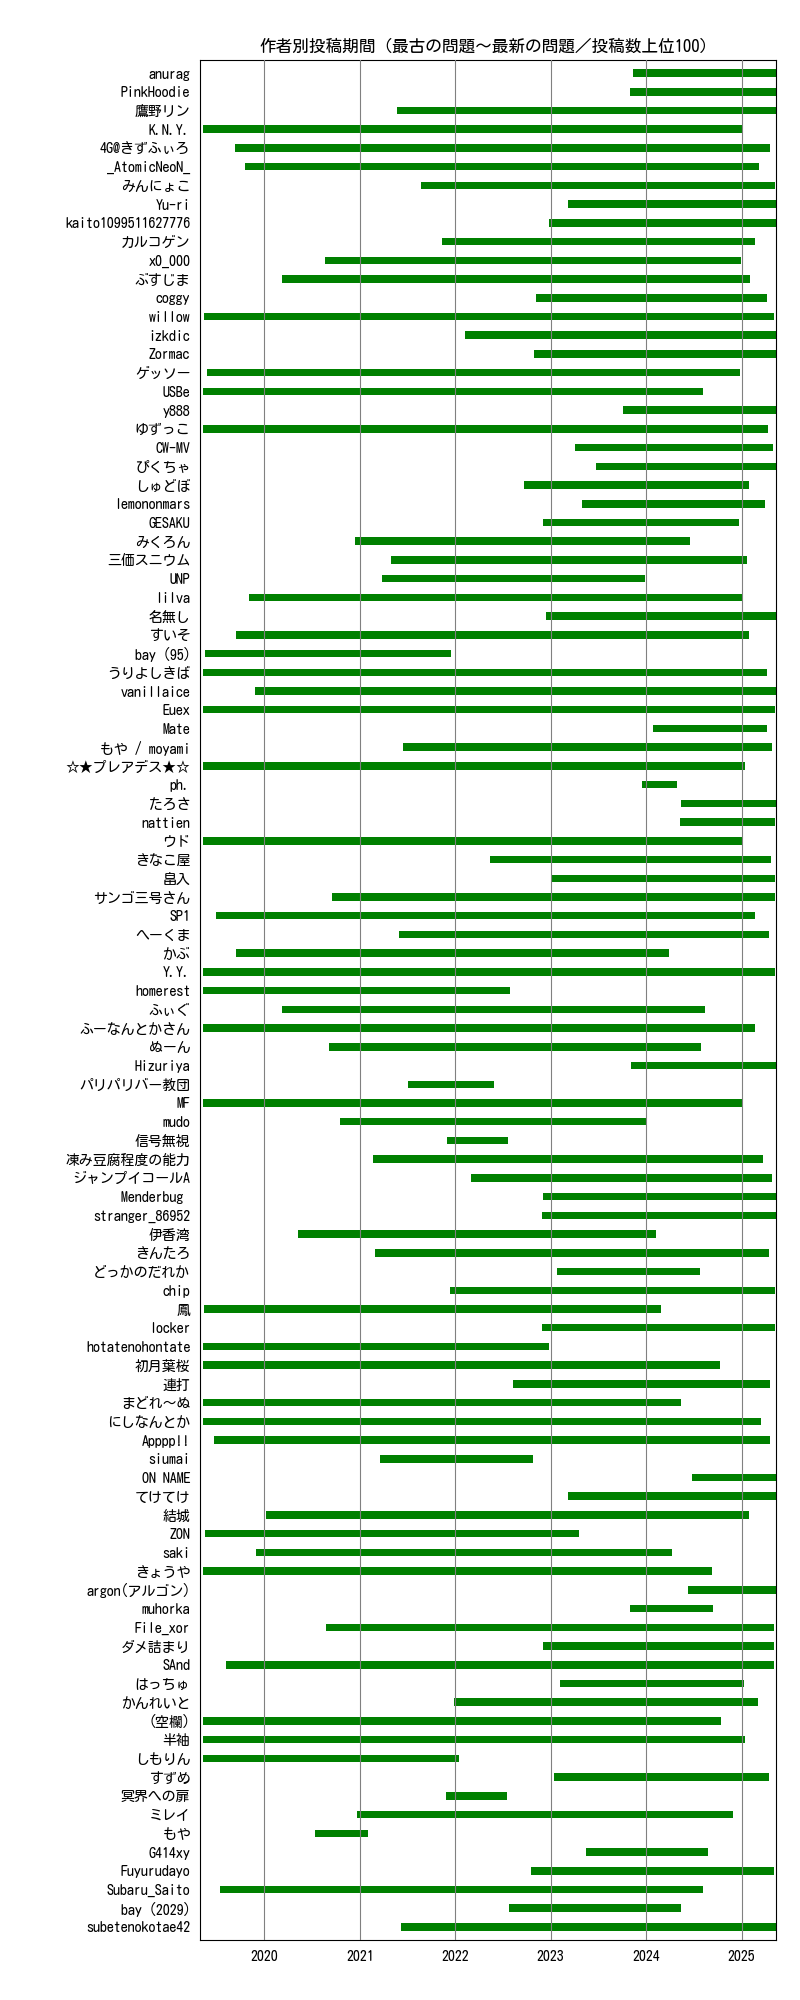 作者別投稿期間（最古の問題～最新の問題／投稿数上位100）
anurag
PinkHoodie
鷹野リン
K.N.Y.
4G@きずふぃろ
_AtomicNeoN_
みんにょこ
Yu-ri
kaito1099511627776
カルコゲン
x0_000
ぶすじま
coggy
willow
izkdic
Zormac
ゲッソー
USBe
y888
ゆずっこ
CW-MV
ぴくちゃ
しゅどぼ
lemononmars
GESAKU
みくろん
三価スニウム
UNP
lilva
名無し
すいそ
bay (95)
うりよしきば
vanillaice
Euex
Mate
もや / moyami
☆★プレアデス★☆
ph.
たろさ
nattien
ウド
きなこ屋
畠入
サンゴ三号さん
SP1
へーくま
かぶ
Y.Y.
homerest
ふぃぐ
ふーなんとかさん
ぬーん
Hizuriya
パリパリバー教団
MF
mudo
信号無視
凍み豆腐程度の能力
ジャンプイコールA
Menderbug
stranger_86952
伊香湾
きんたろ
どっかのだれか
chip
鳳
locker
hotatenohontate
初月葉桜
連打
まどれ～ぬ
にしなんとか
Appppll
siumai
ON NAME
てけてけ
結城
ZON
saki
きょうや
argon(アルゴン)
muhorka
File_xor
ダメ詰まり
SAnd
はっちゅ
かんれいと
(空欄)
半袖
しもりん
すずめ
冥界への扉
ミレイ
もや
G414xy
Fuyurudayo
Subaru_Saito
bay (2029)
subetenokotae42
2020 2021 2022 2023 2024 2025